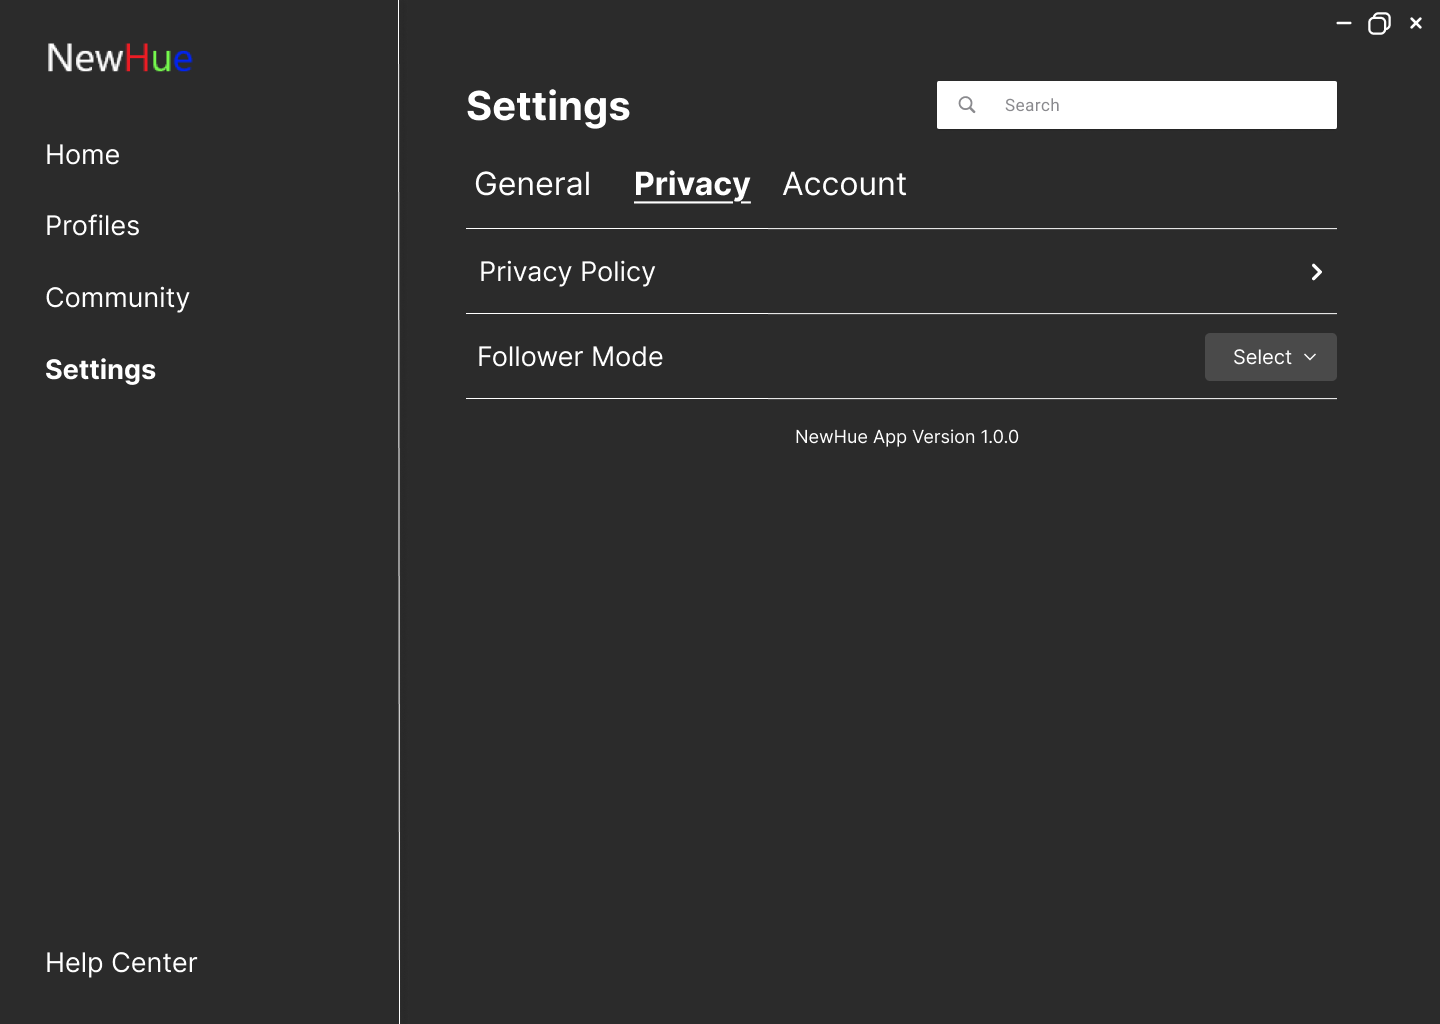 NewHue
Home
Profiles
Community
Settings
Help Center
Settings
Search
General Privacy Account
Privacy Policy
Follower Mode Select
NewHue App Version 1.0.0